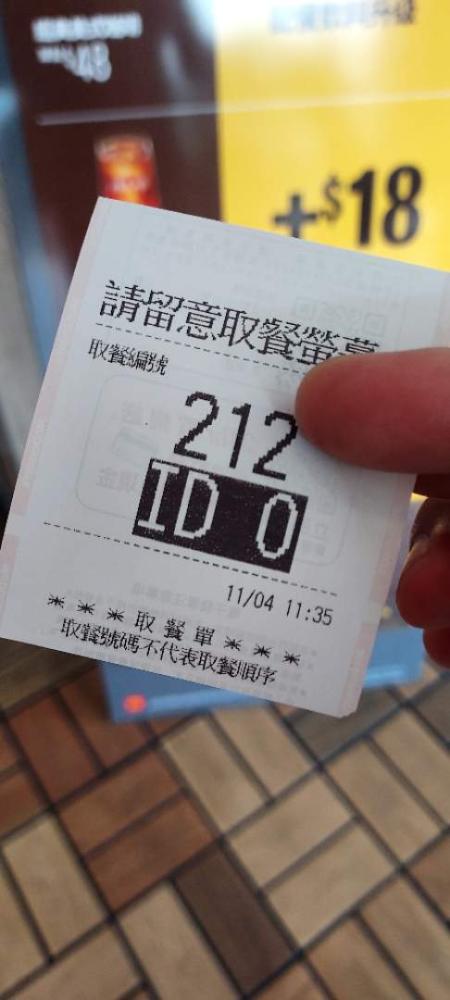 48
+$18
請留意取餐螢幕
取餐編號
212
ID 0
11/04 11:35
＊＊＊取餐單＊＊＊
取餐號碼不代表取餐順序